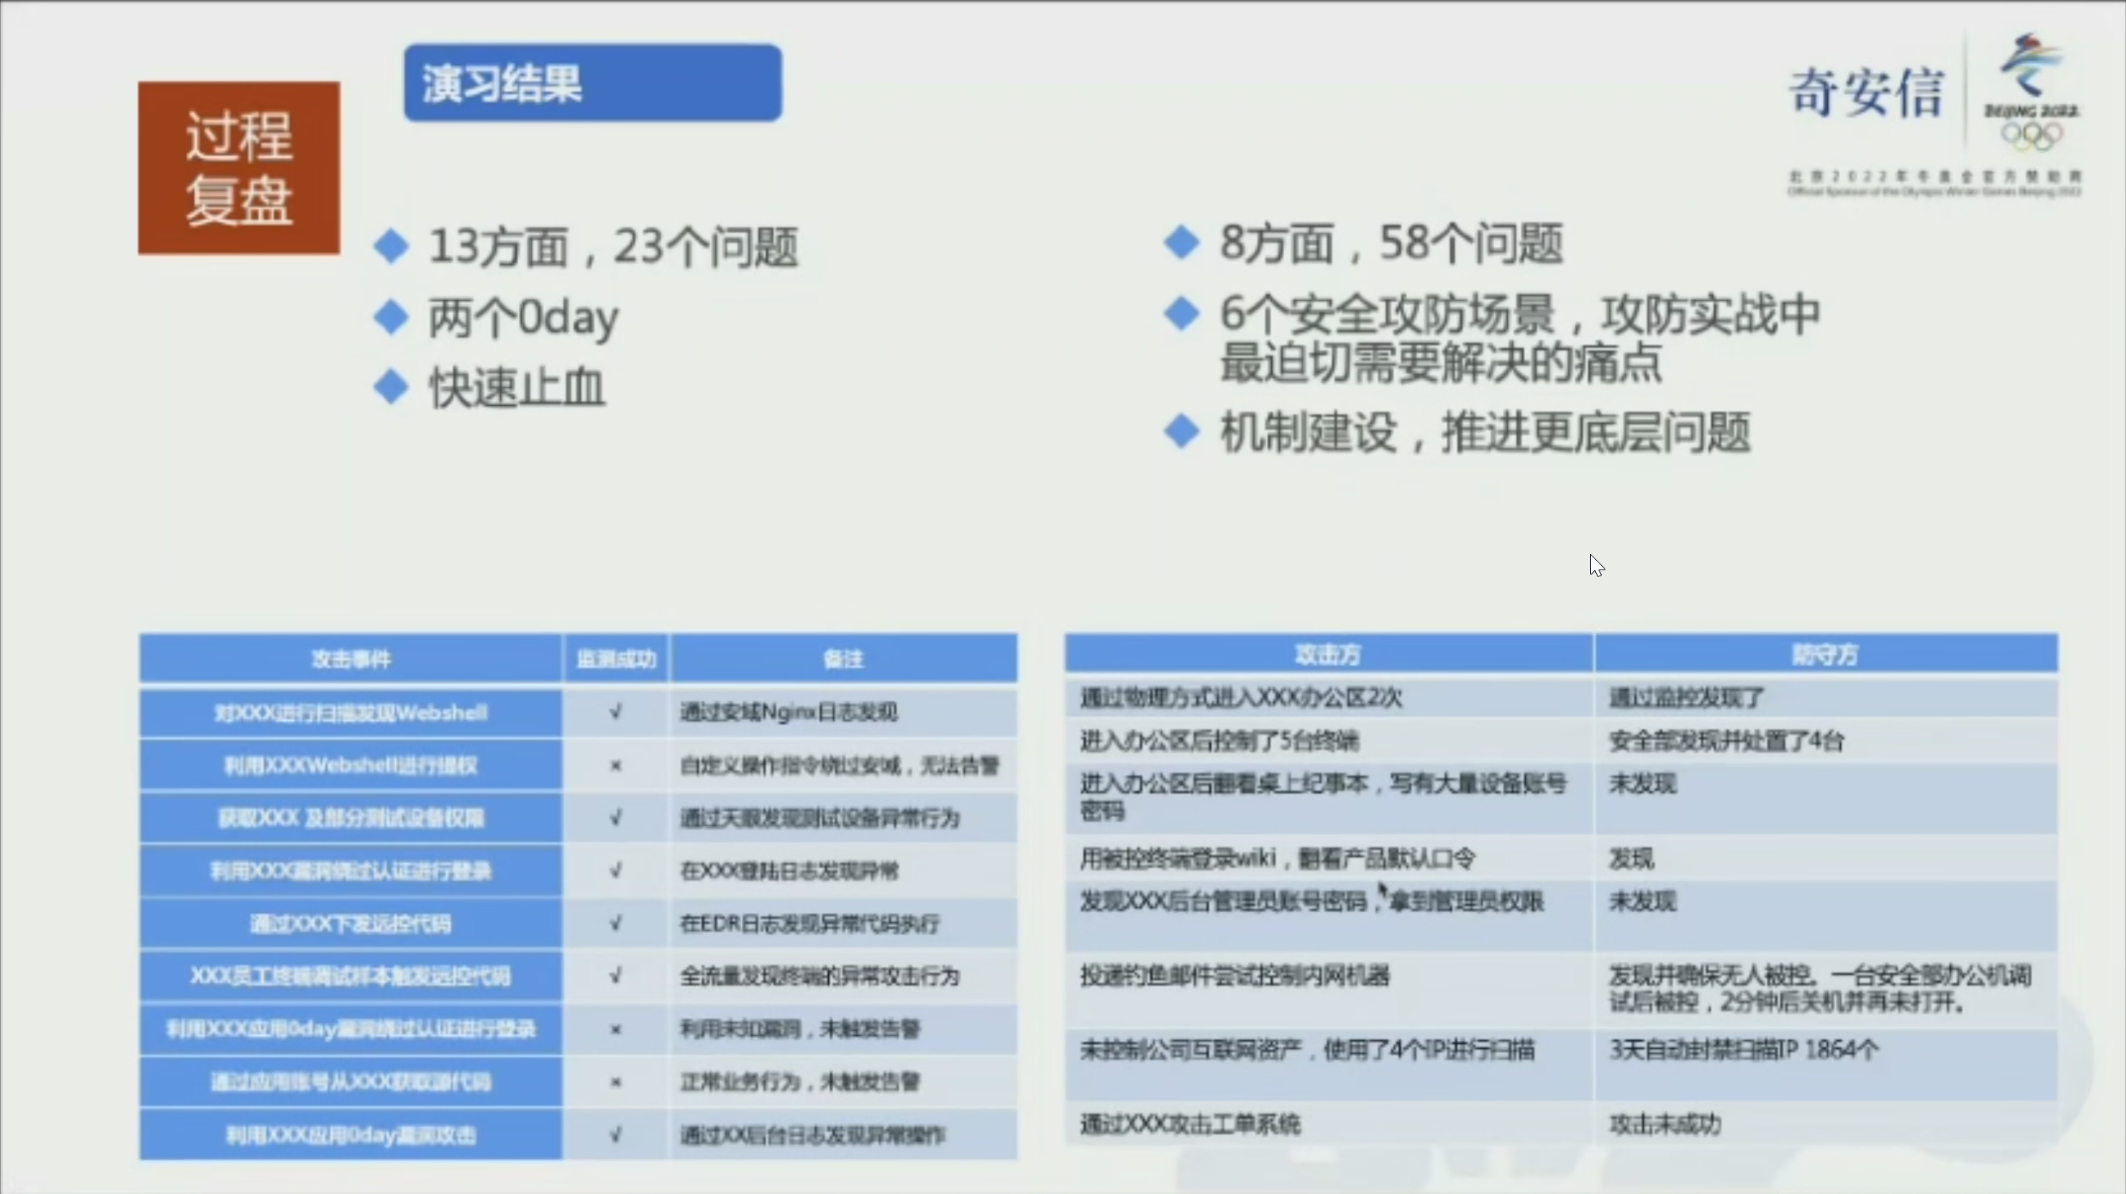 过程
复盘
演习结果
奇安信
BEIJING 2022
北京2022年冬奥会官方赞助商
Official Sponsor of the Olympic Winter Games Beijing 2022
13方面，23个问题
两个0day
快速止血
8方面，58个问题
6个安全攻防场景，攻防实战中
最迫切需要解决的痛点
机制建设，推进更底层问题
攻击事件 监测成功 备注
对XXX进行扫描发现Webshell √ 通过安域Nginx日志发现
利用XXXWebshell进行提权 × 自定义操作指令绕过安域，无法告警
获取XXX 及部分测试设备权限 √ 通过天眼发现测试设备异常行为
利用XXX漏洞绕过认证进行登录 √ 在XXX登陆日志发现异常
通过XXX下发远控代码 √ 在EDR日志发现异常代码执行
XXX员工终端调试样本触发远控代码 √ 全流量发现终端的异常攻击行为
利用XXX应用0day漏洞绕过认证进行登录 × 利用未知漏洞，未触发告警
通过应用账号从XXX获取源代码 × 正常业务行为，未触发告警
利用XXX应用0day漏洞攻击 √ 通过XX后台日志发现异常操作
攻击方 防守方
通过物理方式进入XXX办公区2次 通过监控发现了
进入办公区后控制了5台终端 安全部发现并处置了4台
进入办公区后翻看桌上纪事本，写有大量设备账号
密码 未发现
用被控终端登录wiki，翻看产品默认口令 发现
发现XXX后台管理员账号密码，拿到管理员权限 未发现
投递钓鱼邮件尝试控制内网机器 发现并确保无人被控。一台安全部办公机调
试后被控，2分钟后关机并再未打开。
未控制公司互联网资产，使用了4个IP进行扫描 3天自动封禁扫描IP 1864个
通过XXX攻击工单系统 攻击未成功